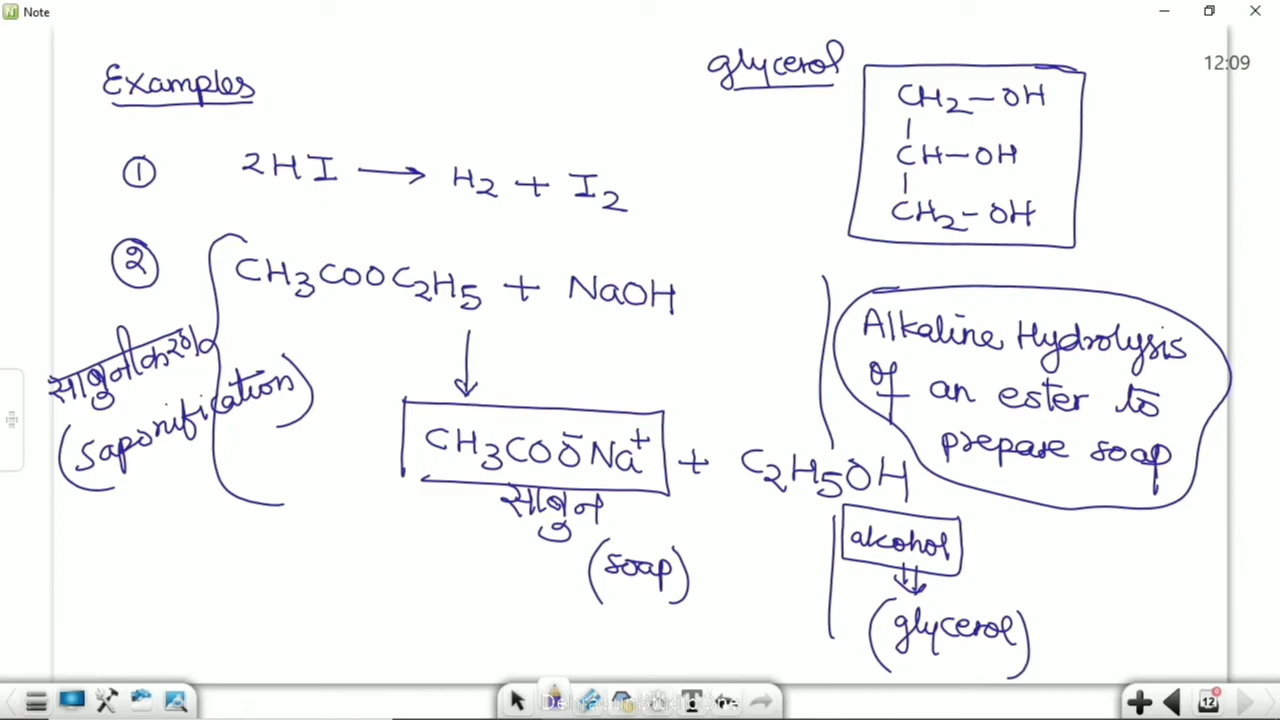 Note
12:09
Examples
glycerol
CH2-OH
CH-OH
CH2-OH
① 2HI → H2 + I2
② CH3COOC2H5 + NaOH
साबुनीकरण
(saponification)
CH3COO⁻Na⁺ + C2H5OH
साबुन
(soap)
alcohol
(glycerol)
Alkaline Hydrolysis
of an ester to
prepare soap
12